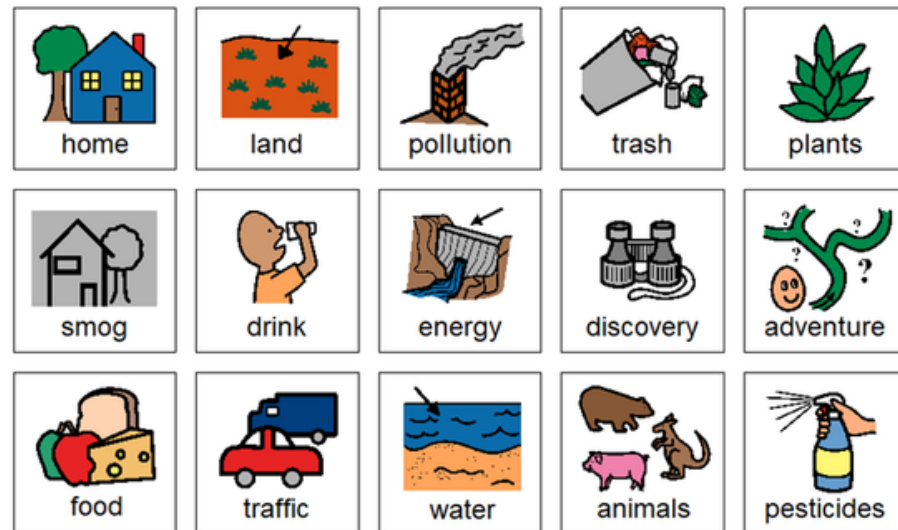 home
land
pollution
trash
plants
smog
drink
energy
discovery
? ? ? ?
adventure
food
traffic
water
animals
pesticides